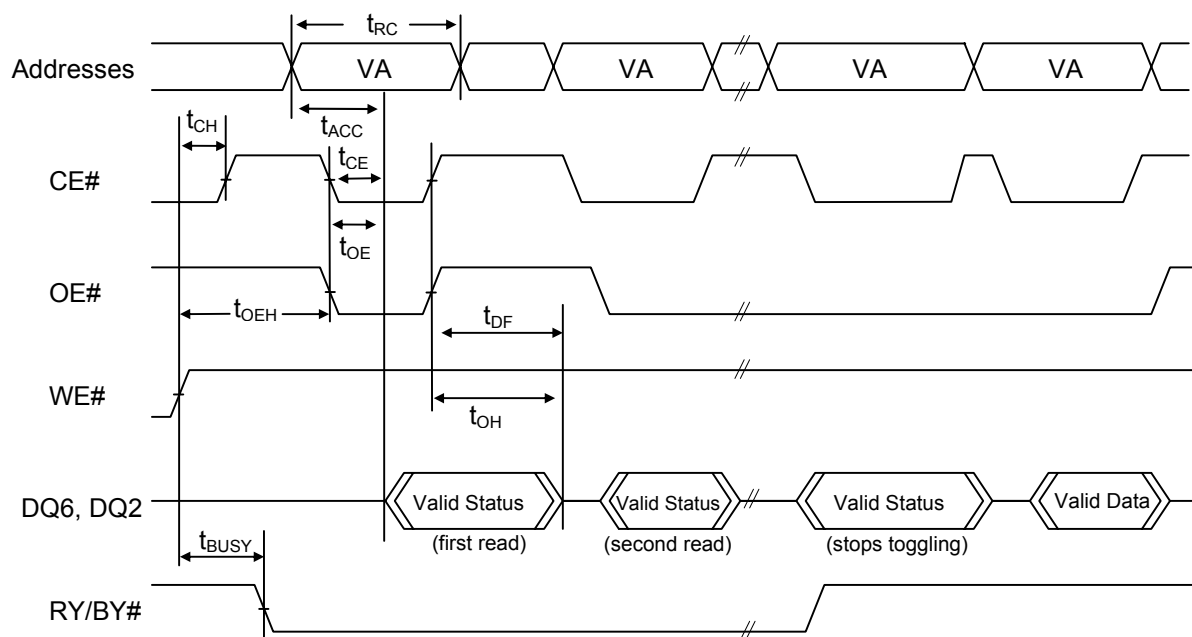 tRC
Addresses VA VA VA VA
tCH tACC
tCE
CE#
tOE
OE#
tOEH tDF
WE#
tOH
DQ6, DQ2 Valid Status Valid Status Valid Status Valid Data
(first read) (second read) (stops toggling)
tBUSY
RY/BY#